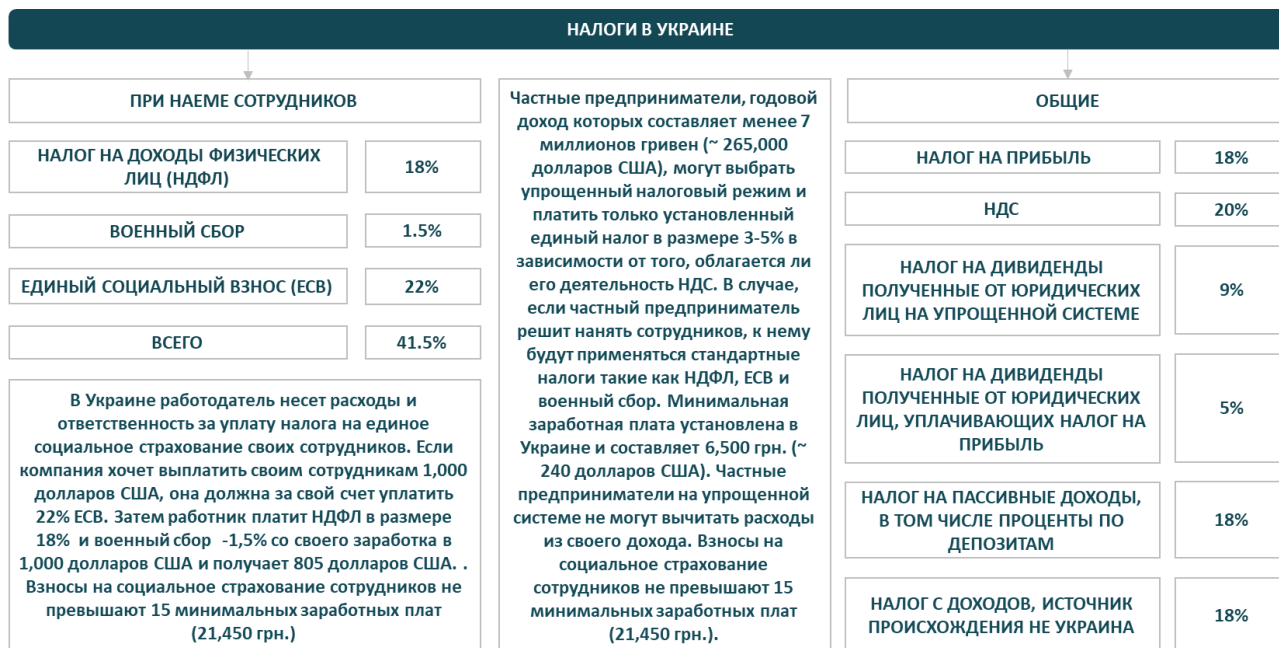 НАЛОГИ В УКРАИНЕ
ПРИ НАЕМЕ СОТРУДНИКОВ
НАЛОГ НА ДОХОДЫ ФИЗИЧЕСКИХ
ЛИЦ (НДФЛ)
18%
ВОЕННЫЙ СБОР
1.5%
ЕДИНЫЙ СОЦИАЛЬНЫЙ ВЗНОС (ЕСВ)
22%
ВСЕГО
41.5%
В Украине работодатель несет расходы и
ответственность за уплату налога на единое
социальное страхование своих сотрудников. Если
компания хочет выплатить своим сотрудникам 1,000
долларов США, она должна за свой счет уплатить
22% ЕСВ. Затем работник платит НДФЛ в размере
18% и военный сбор -1,5% со своего заработка в
1,000 долларов США и получает 805 долларов США. .
Взносы на социальное страхование сотрудников не
превышают 15 минимальных заработных плат
(21,450 грн.)
Частные предприниматели, годовой
доход которых составляет менее 7
миллионов гривен (~ 265,000
долларов США), могут выбрать
упрощенный налоговый режим и
платить только установленный
единый налог в размере 3-5% в
зависимости от того, облагается ли
его деятельность НДС. В случае,
если частный предприниматель
решит нанять сотрудников, к нему
будут применяться стандартные
налоги такие как НДФЛ, ЕСВ и
военный сбор. Минимальная
заработная плата установлена в
Украине и составляет 6,500 грн. (~
240 долларов США). Частные
предприниматели на упрощенной
системе не могут вычитать расходы
из своего дохода. Взносы на
социальное страхование
сотрудников не превышают 15
минимальных заработных плат
(21,450 грн.).
ОБЩИЕ
НАЛОГ НА ПРИБЫЛЬ
18%
НДС
20%
НАЛОГ НА ДИВИДЕНДЫ
ПОЛУЧЕННЫЕ ОТ ЮРИДИЧЕСКИХ
ЛИЦ НА УПРОЩЕННОЙ СИСТЕМЕ
9%
НАЛОГ НА ДИВИДЕНДЫ
ПОЛУЧЕННЫЕ ОТ ЮРИДИЧЕСКИХ
ЛИЦ, УПЛАЧИВАЮЩИХ НАЛОГ НА
ПРИБЫЛЬ
5%
НАЛОГ НА ПАССИВНЫЕ ДОХОДЫ,
В ТОМ ЧИСЛЕ ПРОЦЕНТЫ ПО
ДЕПОЗИТАМ
18%
НАЛОГ С ДОХОДОВ, ИСТОЧНИК
ПРОИСХОЖДЕНИЯ НЕ УКРАИНА
18%